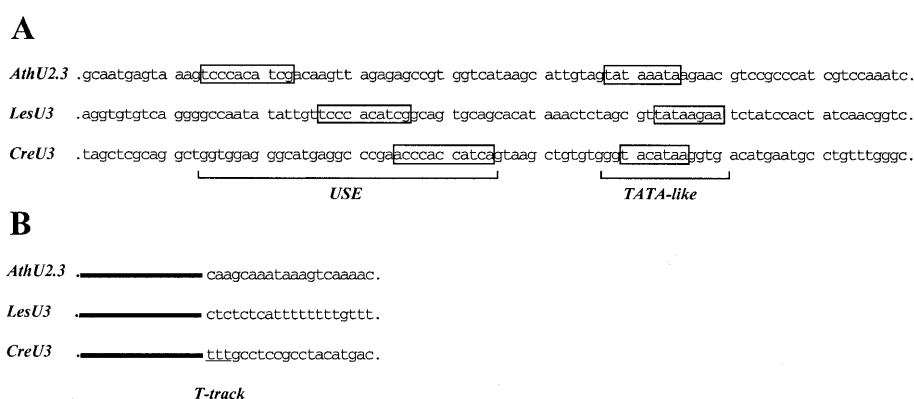 A
AthU2.3 .gcaatgagta aagtcccaca tcgacaagtt agagagccgt ggtcataagc attgtagtat aaataagaac gtccgcccat cgtccaaatc.
LesU3 .aggtgtgtca ggggccaata tattgttccc acatcgggcag tgcagcacat aaactctagc gttataagaa tctatccact atcaacggtc.
CreU3 .tagctcgcag gctggtggag ggcatgaggc ccgaacccac catcagtaag ctgtgtgggt acataaggtg acatgaatgc ctgtttgggc.
USE TATA-like
B
AthU2.3 . caagcaaataaagtcaaaac.
LesU3 . ctctctcatttttttttgttt.
CreU3 . tttgcctccgcctacatgac.
T-track